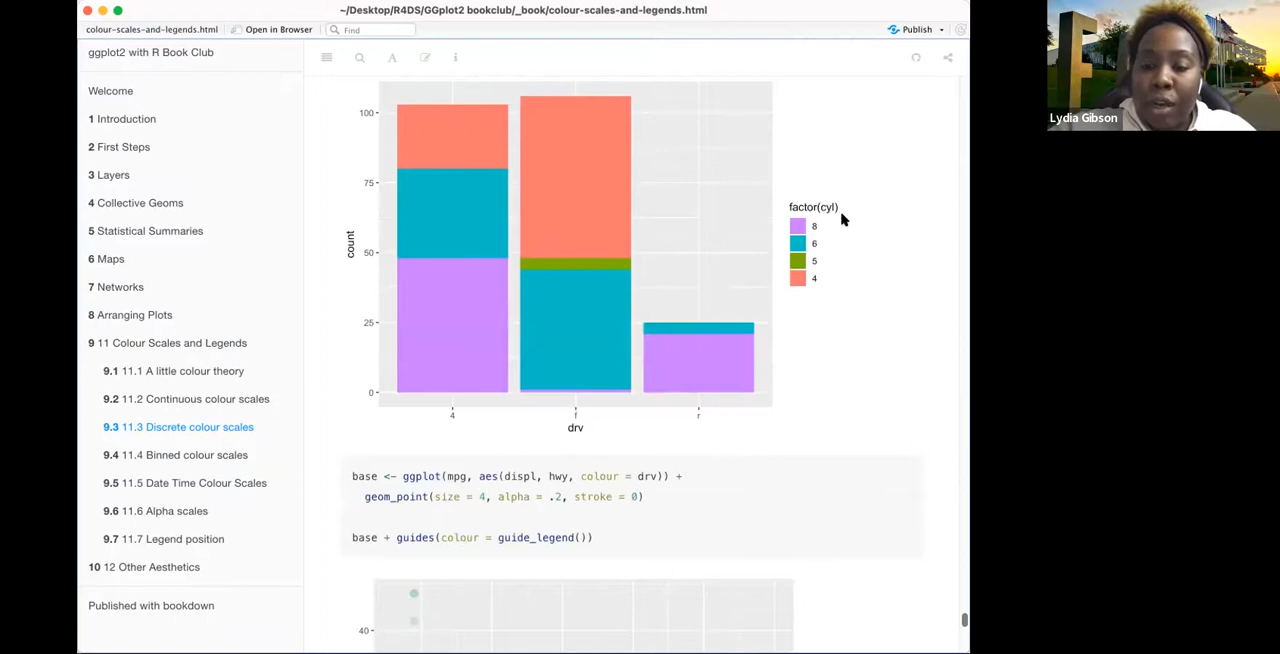 ~/Desktop/R4DS/GGplot2 bookclub/_book/colour-scales-and-legends.html
colour-scales-and-legends.html
Open in Browser
Find
Publish
ggplot2 with R Book Club
Welcome
1 Introduction
2 First Steps
3 Layers
4 Collective Geoms
5 Statistical Summaries
6 Maps
7 Networks
8 Arranging Plots
9 11 Colour Scales and Legends
9.1 11.1 A little colour theory
9.2 11.2 Continuous colour scales
9.3 11.3 Discrete colour scales
9.4 11.4 Binned colour scales
9.5 11.5 Date Time Colour Scales
9.6 11.6 Alpha scales
9.7 11.7 Legend position
10 12 Other Aesthetics
Published with bookdown
100
75
50
25
0
count
4
f
r
drv
factor(cyl)
8
6
5
4
base <- ggplot(mpg, aes(displ, hwy, colour = drv)) +
geom_point(size = 4, alpha = .2, stroke = 0)
base + guides(colour = guide_legend())
40
Lydia Gibson